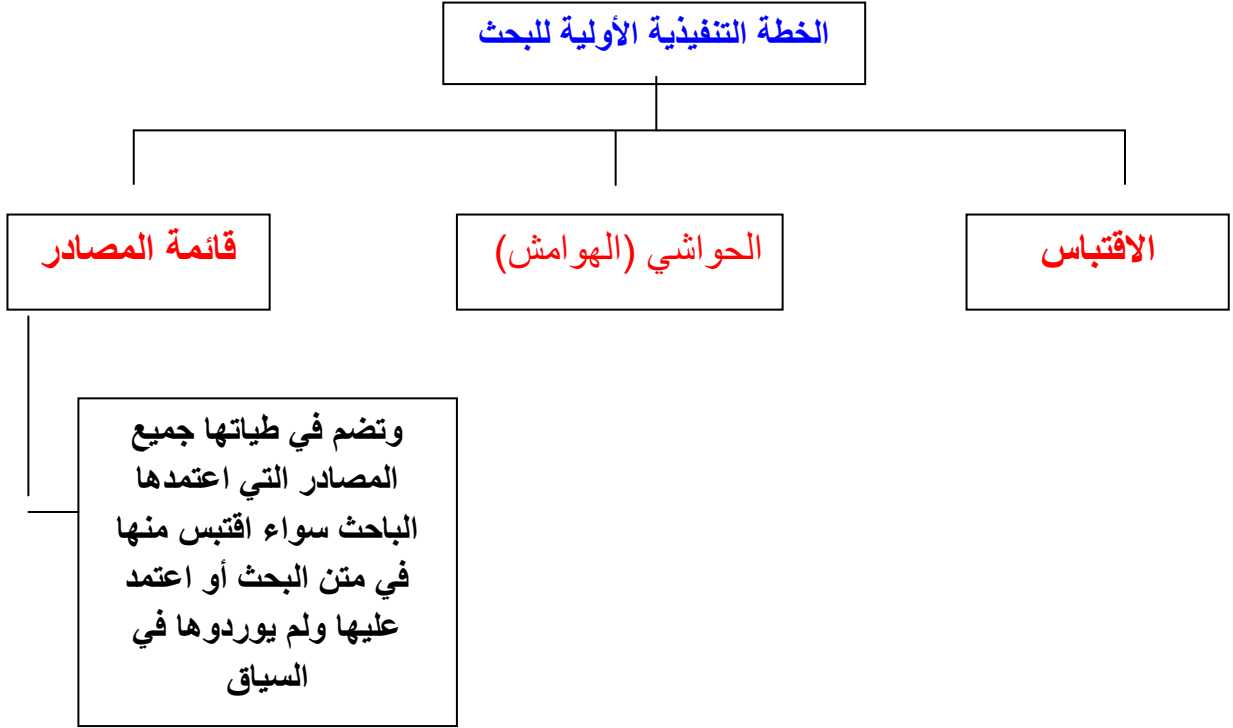 الخطة التنفيذية الأولية للبحث
الاقتباس
الحواشي (الهوامش)
قائمة المصادر
وتضم في طياتها جميع
المصادر التي اعتمدها
الباحث سواء اقتبس منها
في متن البحث أو اعتمد
عليها ولم يوردوها في
السياق